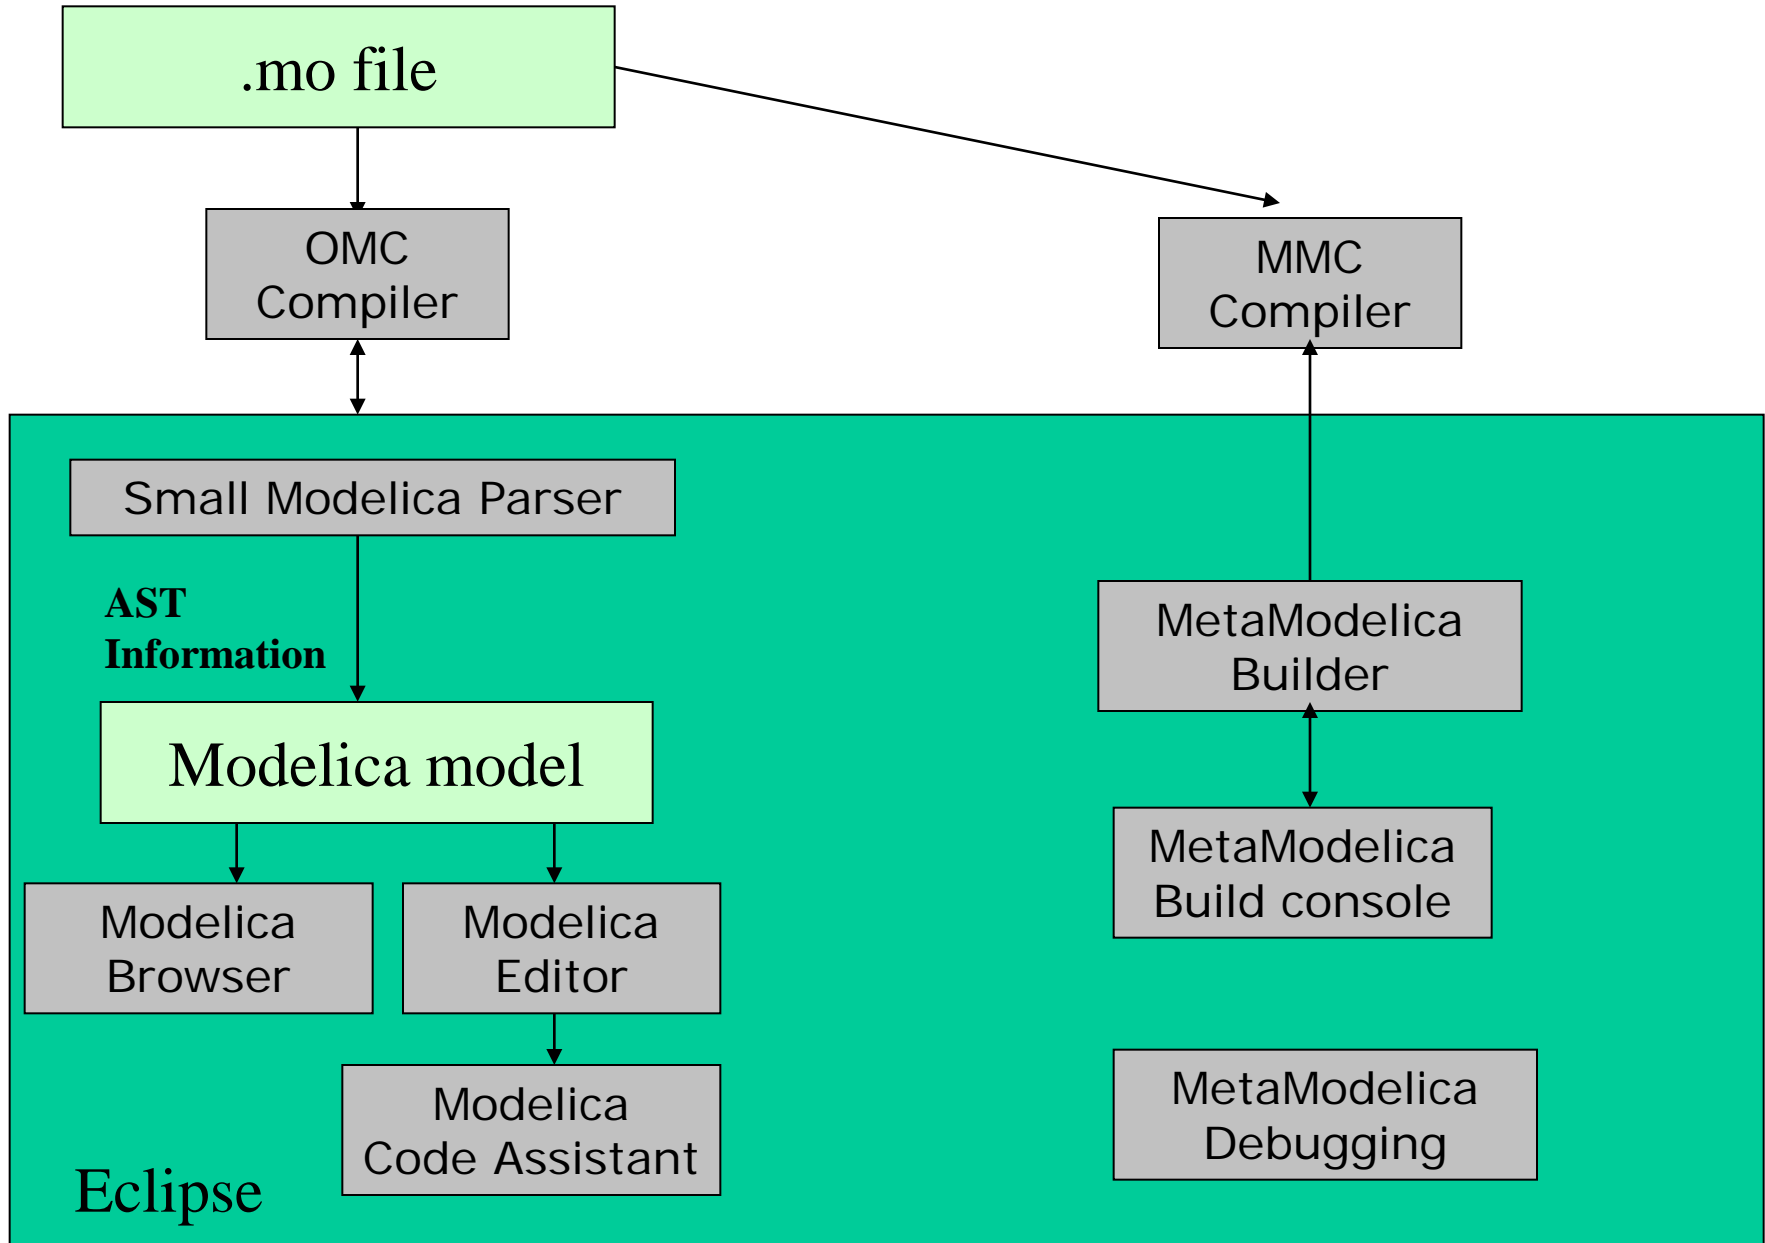 .mo file
OMC
Compiler
MMC
Compiler
Small Modelica Parser
AST
Information
Modelica model
Modelica
Browser
Modelica
Editor
Modelica
Code Assistant
MetaModelica
Builder
MetaModelica
Build console
MetaModelica
Debugging
Eclipse